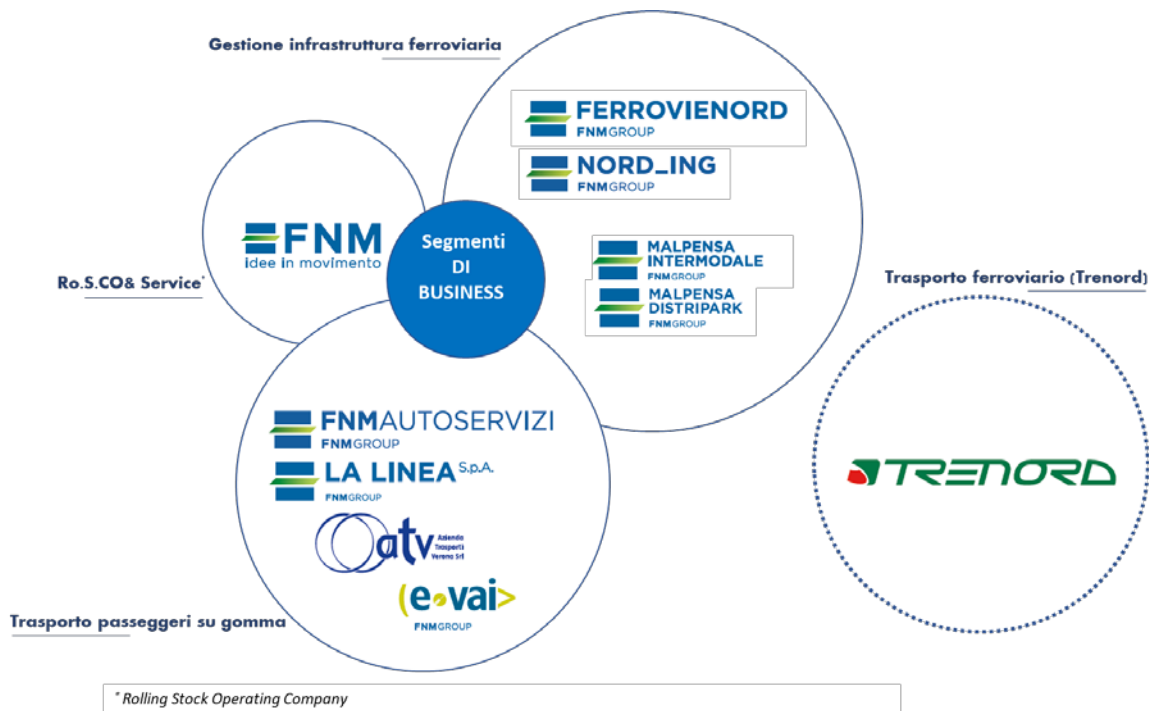 Gestione infrastruttura ferroviaria
FERROVIENORD
FNMGROUP
NORD_ING
FNMGROUP
FNM
idee in movimento
Segmenti
DI
BUSINESS
MALPENSA
INTERMODALE
FNMGROUP
MALPENSA
DISTRIPARK
FNMGROUP
Ro.S.CO& Service*
Trasporto ferroviario (Trenord)
TRENORD
FNMAUTOSERVIZI
FNMGROUP
LA LINEA S.p.A.
FNMGROUP
atv Azienda
Trasporti
Verona Srl
(e-vai>
FNMGROUP
Trasporto passeggeri su gomma
* Rolling Stock Operating Company